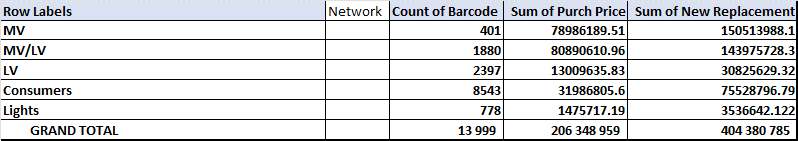 Row Labels Network Count of Barcode Sum of Purch Price Sum of New Replacement
MV 401 78986189.51 150513988.1
MV/LV 1880 80890610.96 143975728.3
LV 2397 13009635.83 30825629.32
Consumers 8543 31986805.6 75528796.79
Lights 778 1475717.19 3536642.122
GRAND TOTAL 13 999 206 348 959 404 380 785